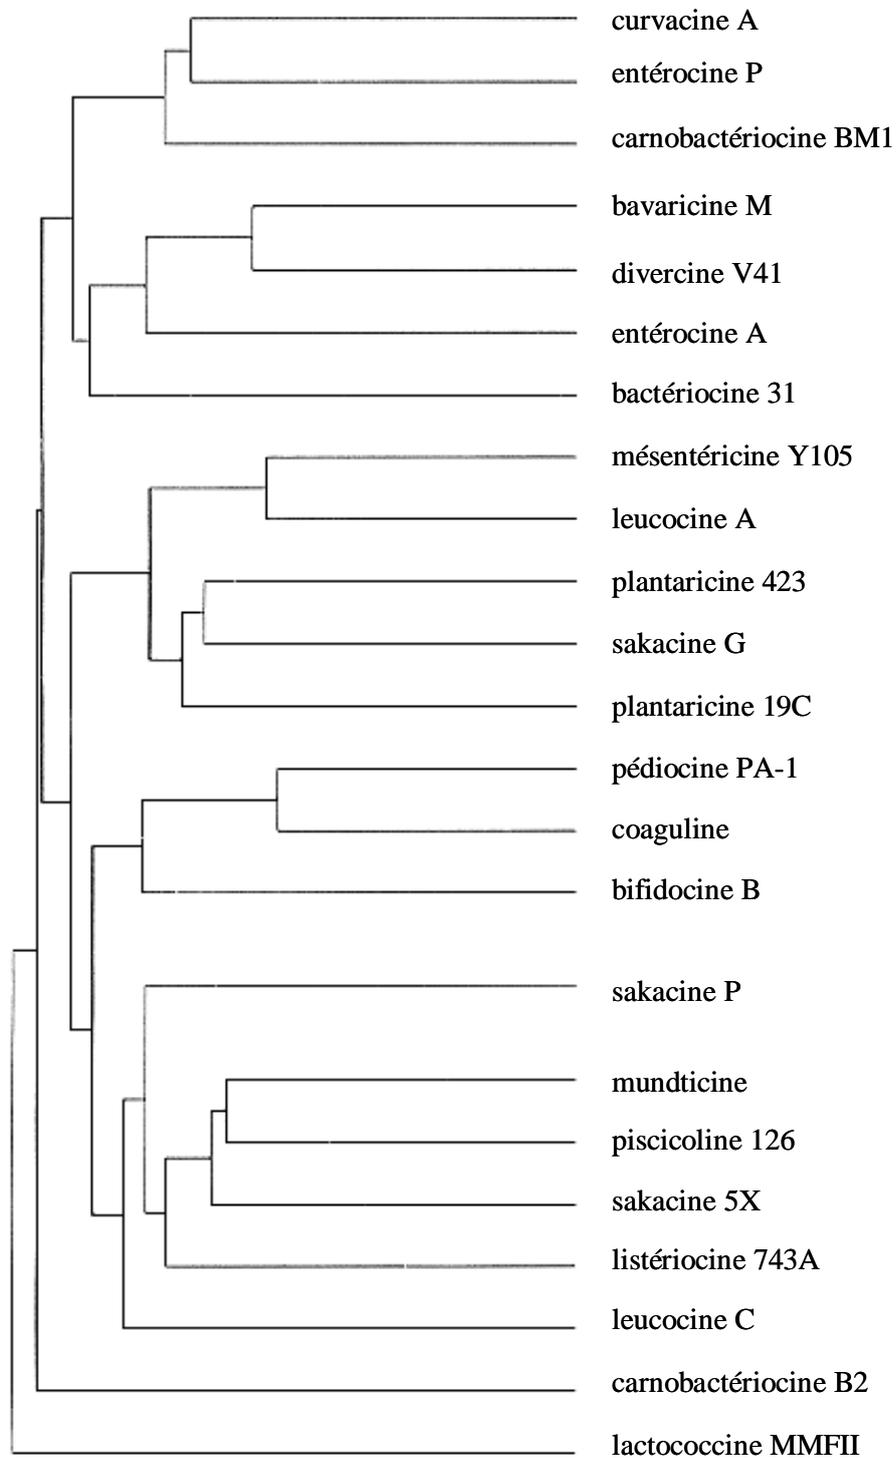 curvacine A
entérocine P
carnobactériocine BM1
bavaricine M
divercine V41
entérocine A
bactériocine 31
mésentéricine Y105
leucocine A
plantaricine 423
sakacine G
plantaricine 19C
pédiocine PA-1
coaguline
bifidocine B
sakacine P
mundticine
piscicoline 126
sakacine 5X
listériocine 743A
leucocine C
carnobactériocine B2
lactococcine MMFII